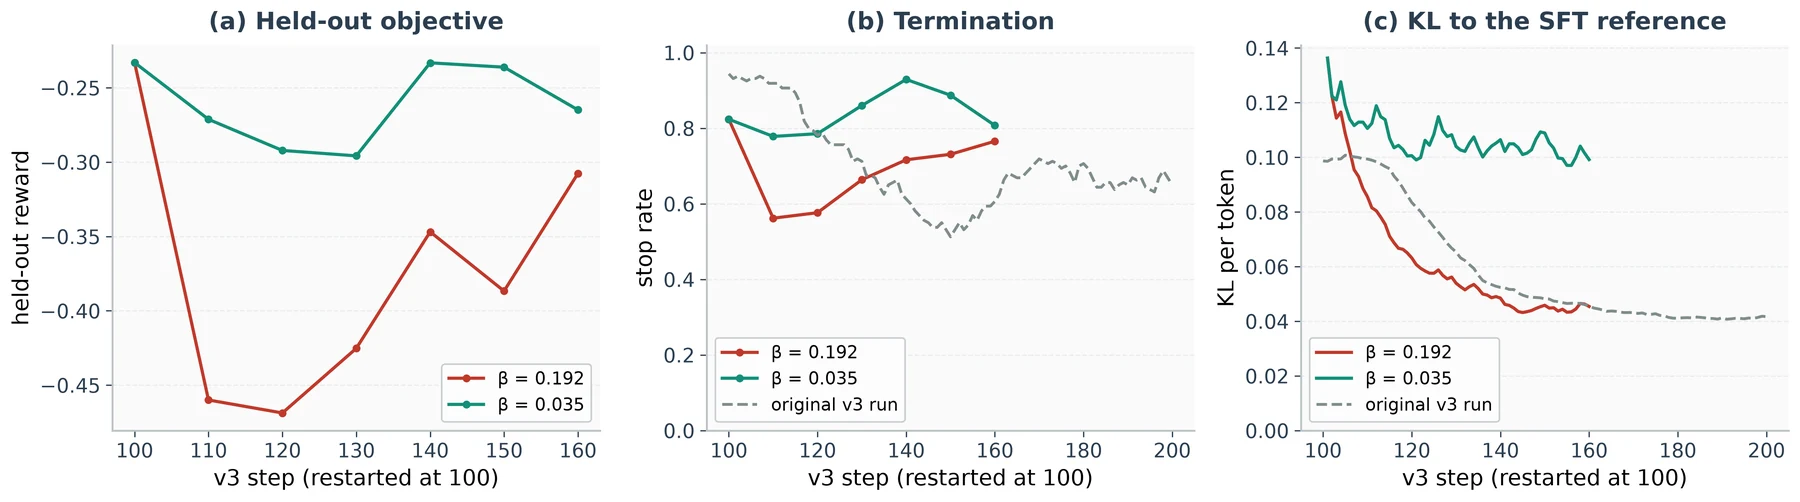 (a) Held-out objective
held-out reward
−0.25
−0.30
−0.35
−0.40
−0.45
100 110 120 130 140 150 160
v3 step (restarted at 100)
β = 0.192
β = 0.035
(b) Termination
stop rate
1.0
0.8
0.6
0.4
0.2
0.0
100 120 140 160 180 200
v3 step (restarted at 100)
β = 0.192
β = 0.035
original v3 run
(c) KL to the SFT reference
KL per token
0.14
0.12
0.10
0.08
0.06
0.04
0.02
0.00
100 120 140 160 180 200
v3 step (restarted at 100)
β = 0.192
β = 0.035
original v3 run